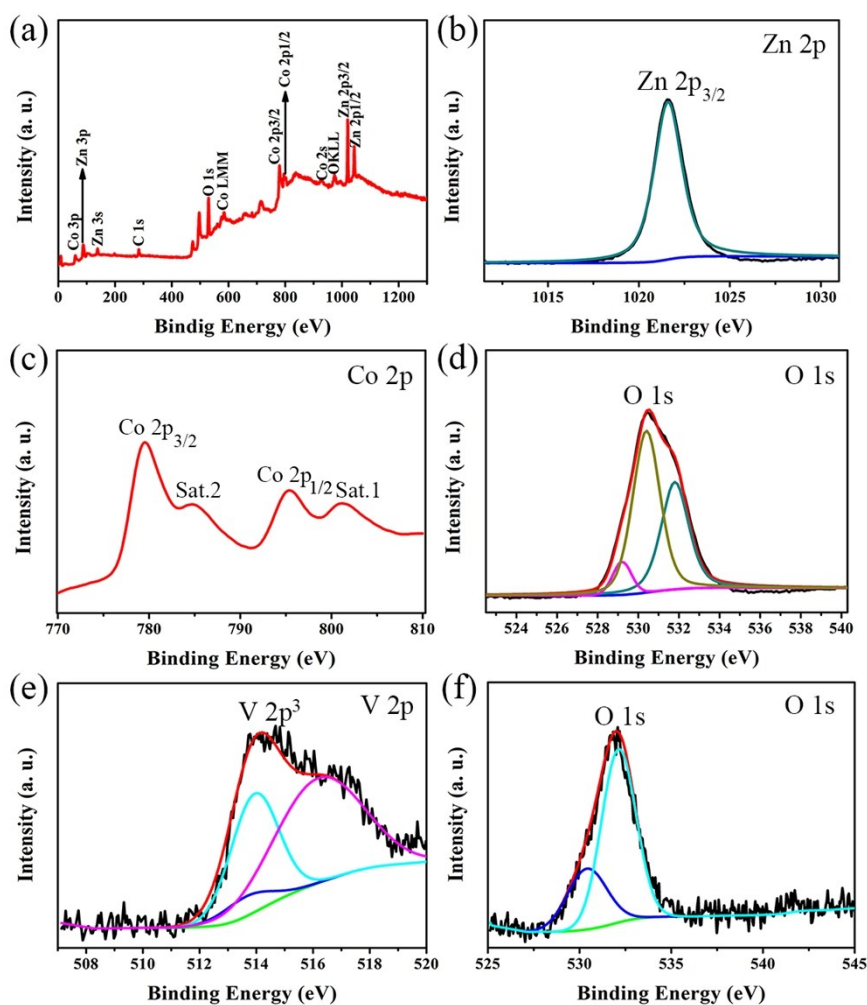 (a)
Intensity (a. u.)
Co 3p
Zn 3p
Zn 3s
C 1s
O 1s
Co LMM
Co 2p3/2
Co 2p1/2
Co 2s
OKLL
Zn 2p3/2
Zn 2p1/2
0 200 400 600 800 1000 1200
Bindig Energy (eV)
(b)
Zn 2p
Zn 2p3/2
Intensity (a. u.)
1015 1020 1025 1030
Binding Energy (eV)
(c)
Co 2p
Co 2p3/2
Sat.2
Co 2p1/2
Sat.1
Intensity (a. u.)
770 780 790 800 810
Binding Energy (eV)
(d)
O 1s
O 1s
Intensity (a. u.)
524 526 528 530 532 534 536 538 540
Binding Energy (eV)
(e)
V 2p3
V 2p
Intensity (a. u.)
508 510 512 514 516 518 520
Binding Energy (eV)
(f)
O 1s
O 1s
Intensity (a. u.)
525 530 535 540 545
Binding Energy (eV)